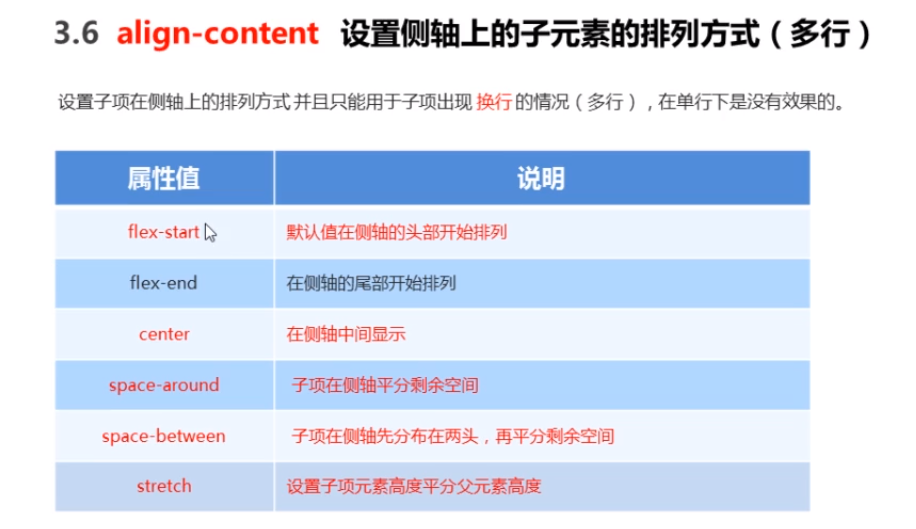 3.6 align-content 设置侧轴上的子元素的排列方式（多行）
设置子项在侧轴上的排列方式 并且只能用于子项出现 换行 的情况（多行），在单行下是没有效果的。
属性值 说明
flex-start 默认值在侧轴的头部开始排列
flex-end 在侧轴的尾部开始排列
center 在侧轴中间显示
space-around 子项在侧轴平分剩余空间
space-between 子项在侧轴先分布在两头，再平分剩余空间
stretch 设置子项元素高度平分父元素高度